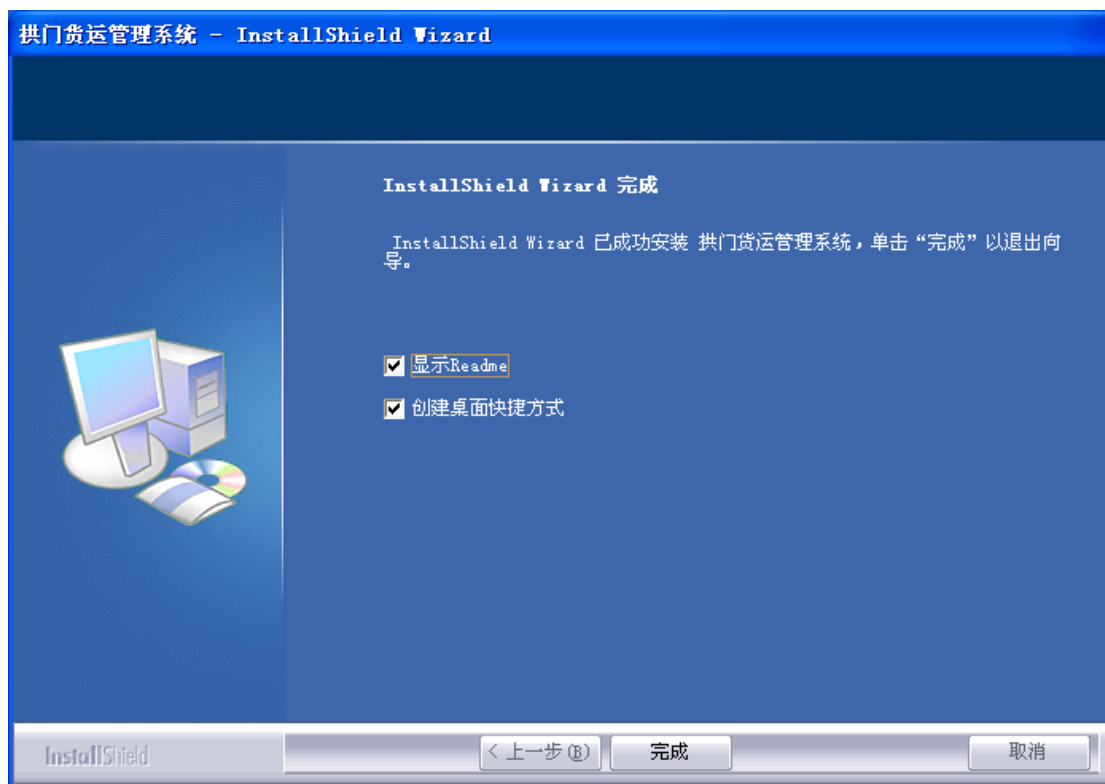 拱门货运管理系统 - InstallShield Wizard
InstallShield Wizard 完成
InstallShield Wizard 已成功安装 拱门货运管理系统，单击“完成”以退出向
导。
显示Readme
创建桌面快捷方式
InstallShield
< 上一步(B)
完成
取消